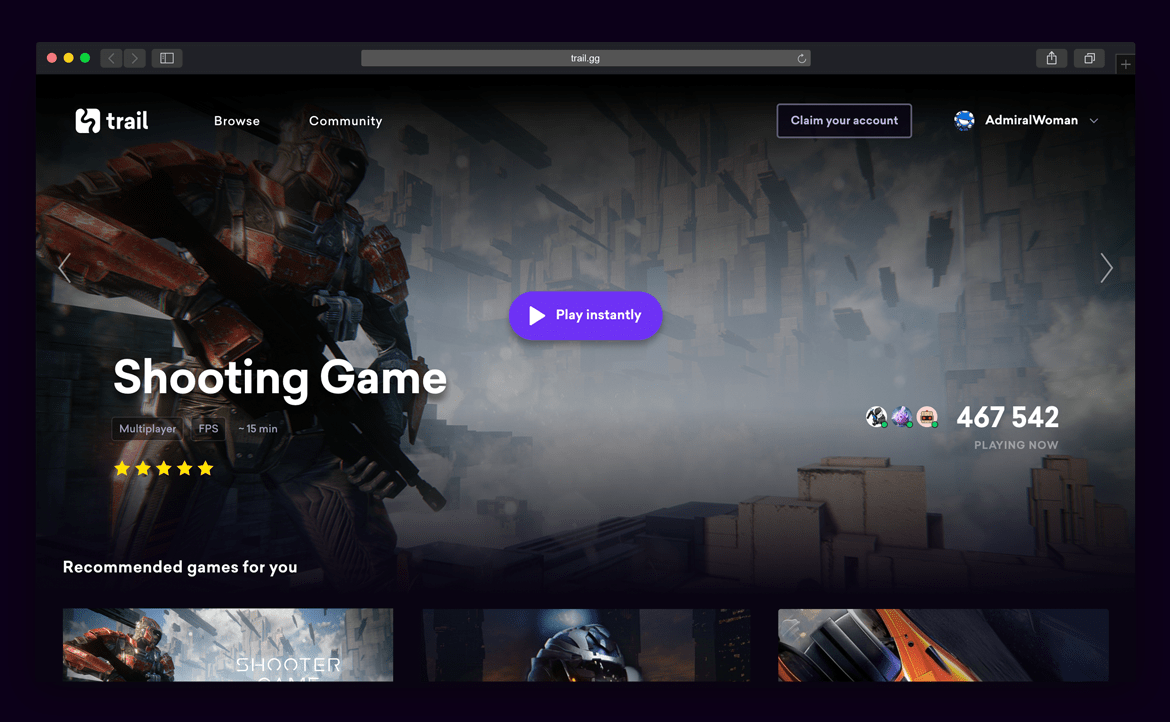 trail.gg
trail
Browse
Community
Claim your account
AdmiralWoman
Play instantly
Shooting Game
Multiplayer
FPS
~ 15 min
467 542
PLAYING NOW
Recommended games for you
SHOOTER
GAME